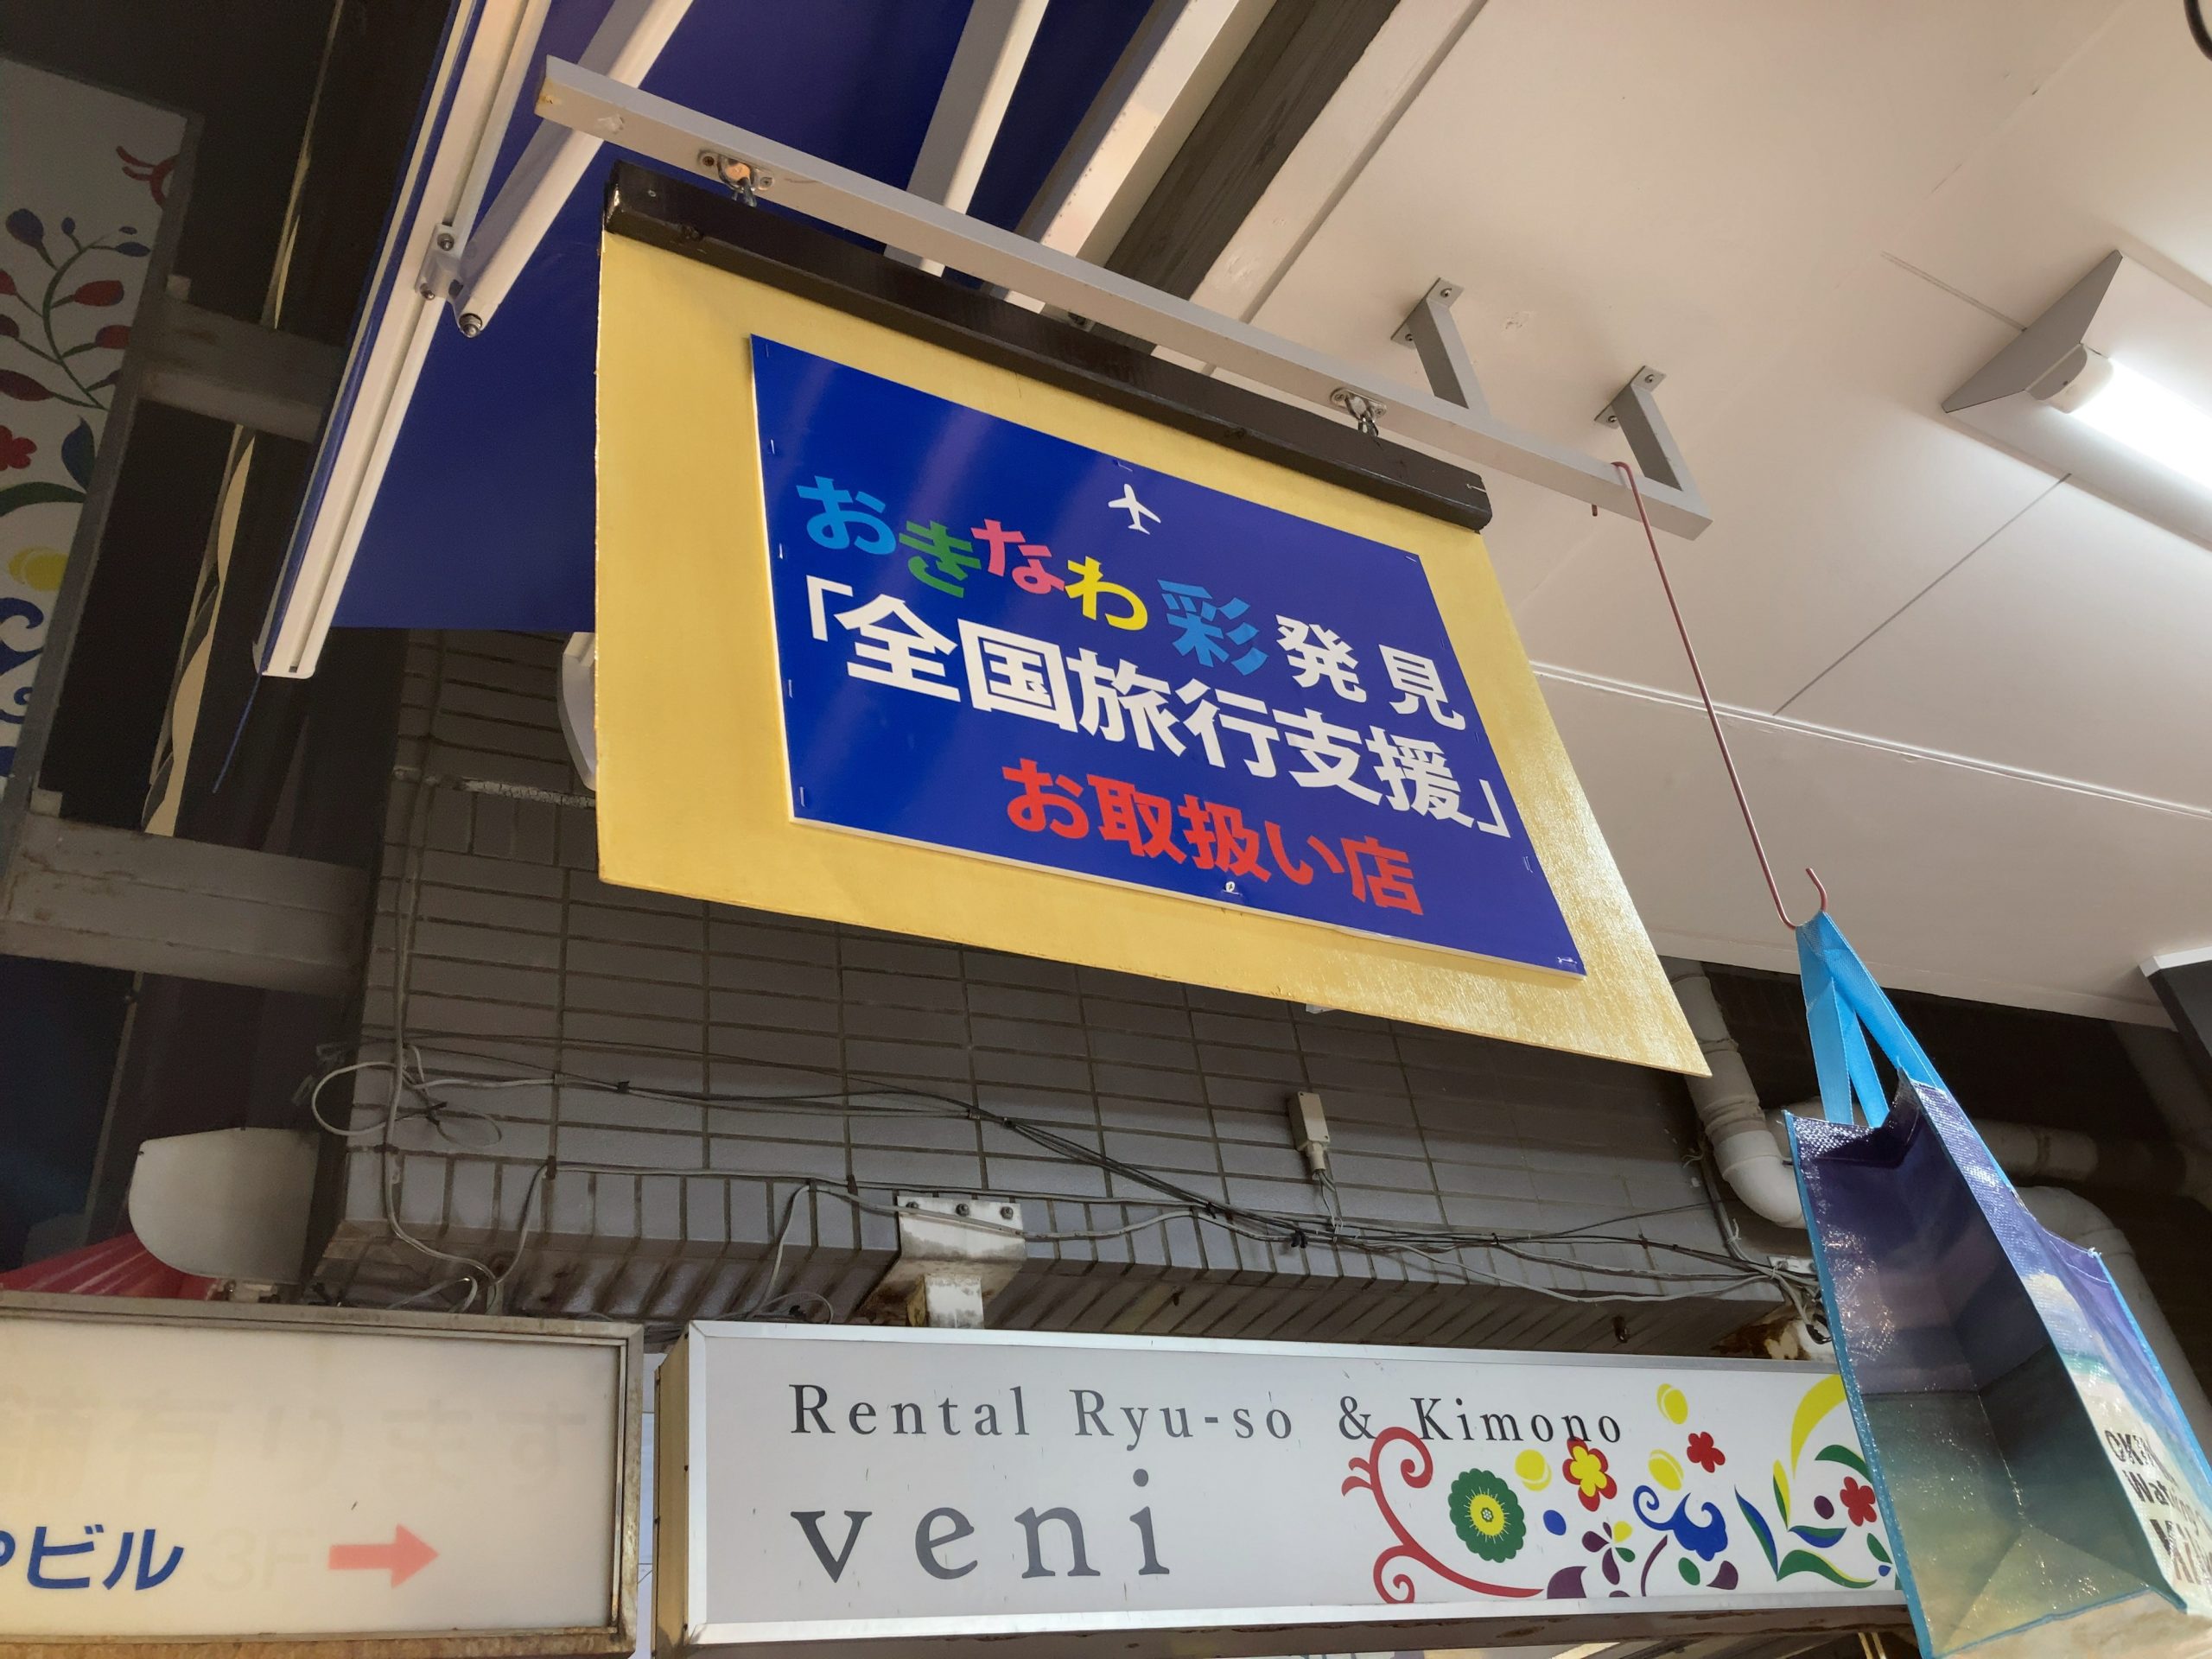 おきなわ彩発見
「全国旅行支援」
お取扱い店
Rental Ryu-so & Kimono
veni
ビル 3F